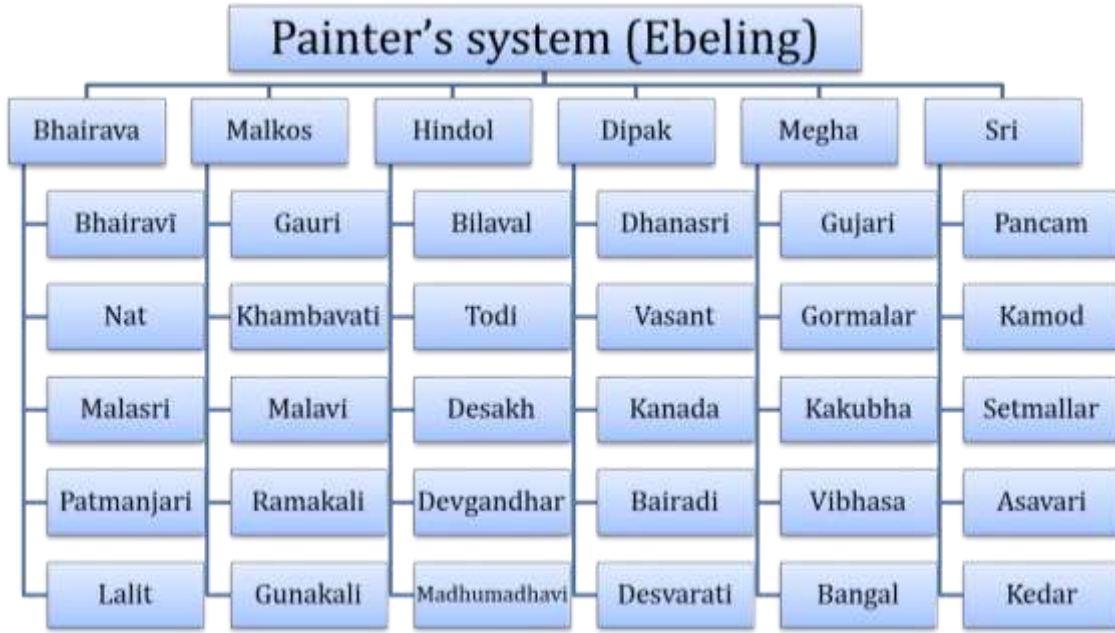 Painter's system (Ebeling)
Bhairava
Malkos
Hindol
Dipak
Megha
Sri
Bhairavī
Gauri
Bilaval
Dhanasri
Gujari
Pancam
Nat
Khambavati
Todi
Vasant
Gormalar
Kamod
Malasri
Malavi
Desakh
Kanada
Kakubha
Setmallar
Patmanjari
Ramakali
Devgandhar
Bairadi
Vibhasa
Asavari
Lalit
Gunakali
Madhumadhavi
Desvarati
Bangal
Kedar